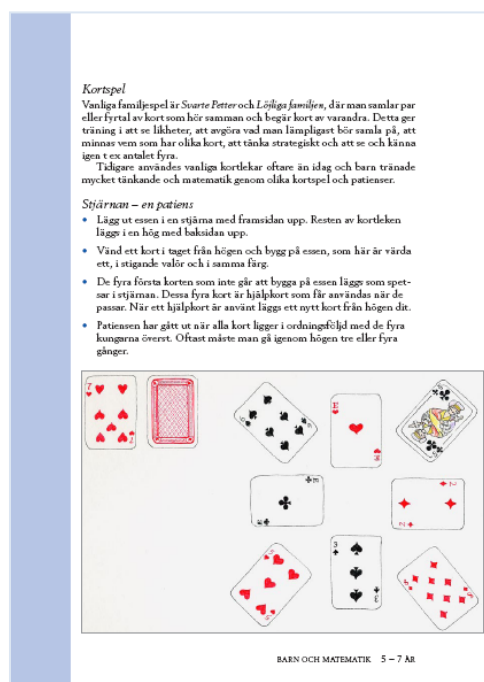 Kortspel
Vanliga familjespel är Svarte Petter och Löjliga familjen, där man samlar par
eller fyrtal av kort som hör samman och begär kort av varandra. Detta ger
träning i att se likheter, att avgöra vad man lämpligast bör samla på, att
minnas vem som har olika kort, att tänka strategiskt och att se och känna
igen t ex antalet fyra.
Tidigare användes vanliga kortlekar oftare än idag och barn tränade
mycket tänkande och matematik genom olika kortspel och patienser.
Stjärnan – en patiens
• Lägg ut essen i en stjärna med framsidan upp. Resten av kortleken
läggs i en hög med baksidan upp.
• Vänd ett kort i taget från högen och bygg på essen, som här är värda
ett, i stigande valör och i samma färg.
• De fyra första korten som inte går att bygga på essen läggs som spet-
sar i stjärnan. Dessa fyra kort är hjälpkort som får användas när de
passar. När ett hjälpkort är använt läggs ett nytt kort från högen dit.
• Patiensen har gått ut när alla kort ligger i ordningsföljd med de fyra
kungarna överst. Oftast måste man gå igenom högen tre eller fyra
gånger.
7
7
E
E
E
2
2
3
3
BARN OCH MATEMATIK 5 – 7 ÅR